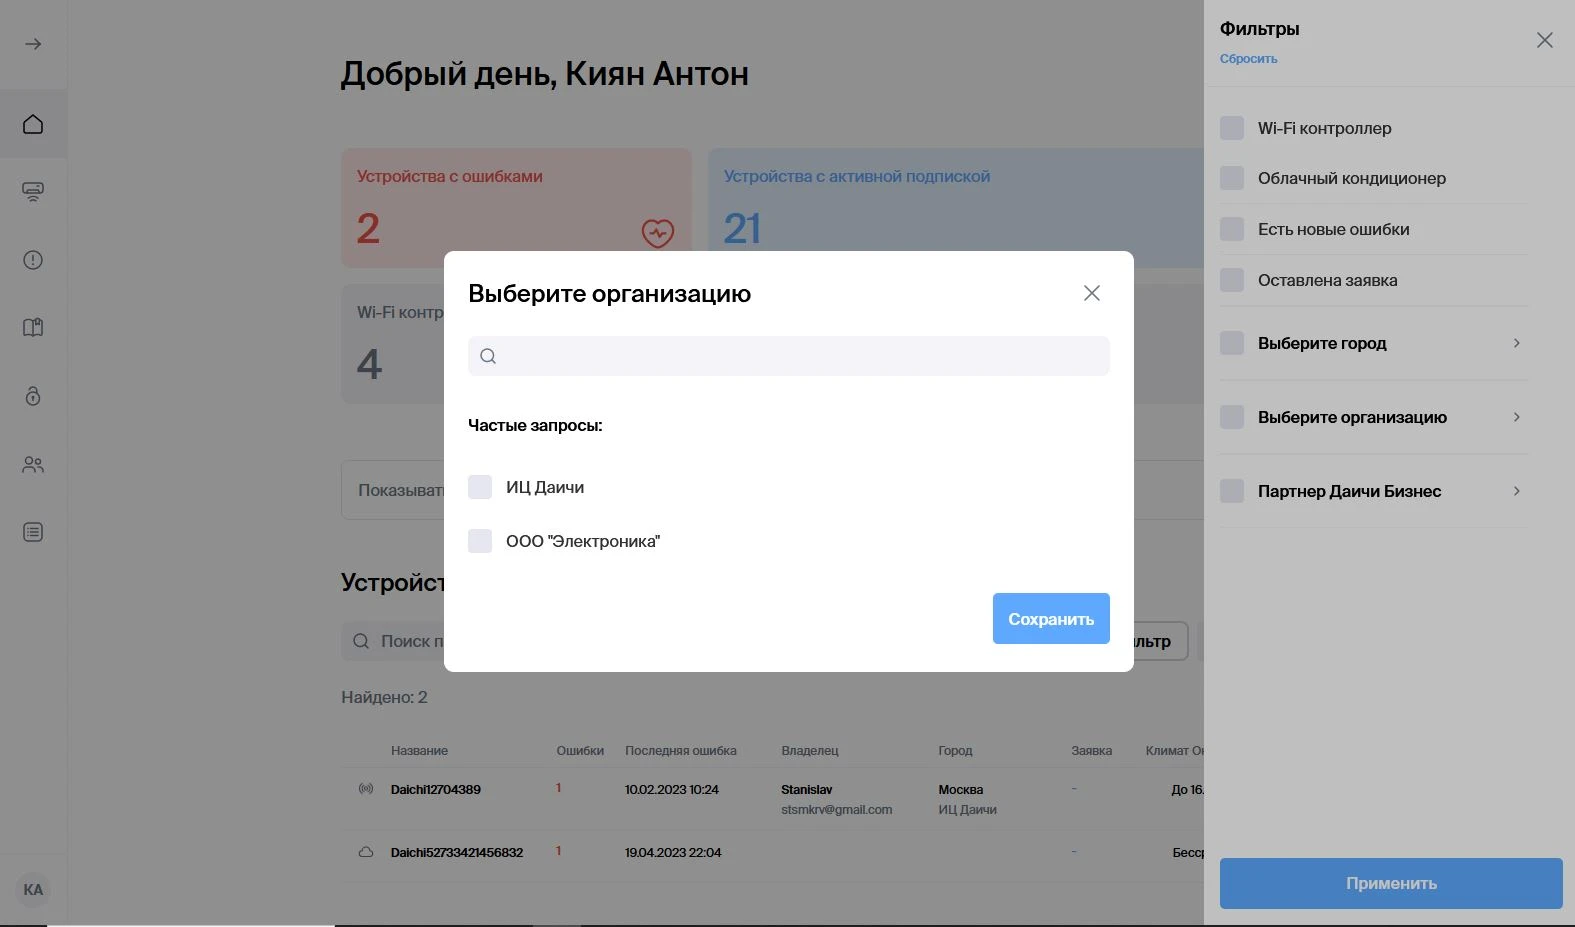 Добрый день, Киян Антон
Устройства с ошибками
2
Устройства с активной подпиской
21
Wi-Fi контр
4
Показыват
Устройст
Поиск п
льтр
Найдено: 2
Название Ошибки Последняя ошибка Владелец Город Заявка Климат Он
Daichi12704389 1 10.02.2023 10:24 Stanislav Москва - До 16.
stsmkrv@gmail.com ИЦ Даичи
Daichi52733421456832 1 19.04.2023 22:04 - Бесср
КА
Выберите организацию
Частые запросы:
ИЦ Даичи
ООО "Электроника"
Сохранить
Фильтры
Сбросить
Wi-Fi контроллер
Облачный кондиционер
Есть новые ошибки
Оставлена заявка
Выберите город
Выберите организацию
Партнер Даичи Бизнес
Применить